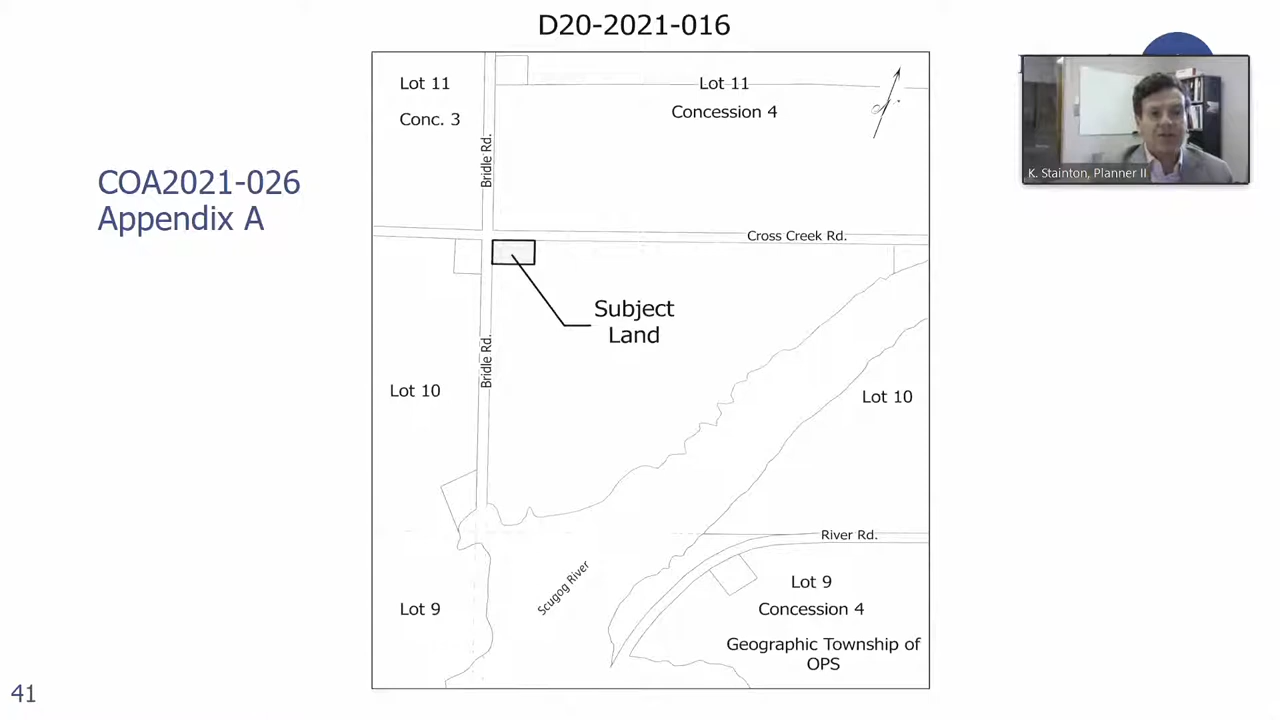 D20-2021-016
COA2021-026
Appendix A
Lot 11
Conc. 3
Lot 11
Concession 4
Bridle Rd.
Cross Creek Rd.
Subject
Land
Bridle Rd.
Lot 10
Lot 10
River Rd.
Scugog River
Lot 9
Lot 9
Concession 4
Geographic Township of
OPS
K. Stainton, Planner II
41